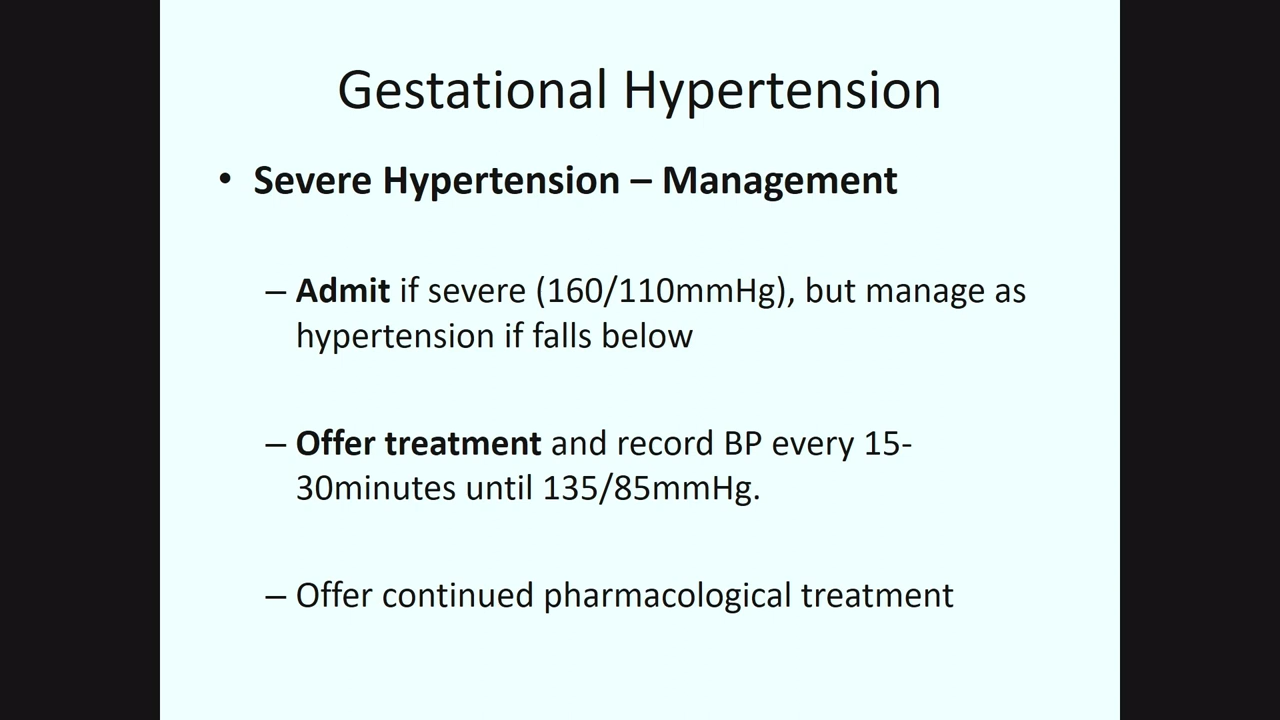 Gestational Hypertension
• Severe Hypertension – Management
– Admit if severe (160/110mmHg), but manage as
hypertension if falls below
– Offer treatment and record BP every 15-
30minutes until 135/85mmHg.
– Offer continued pharmacological treatment